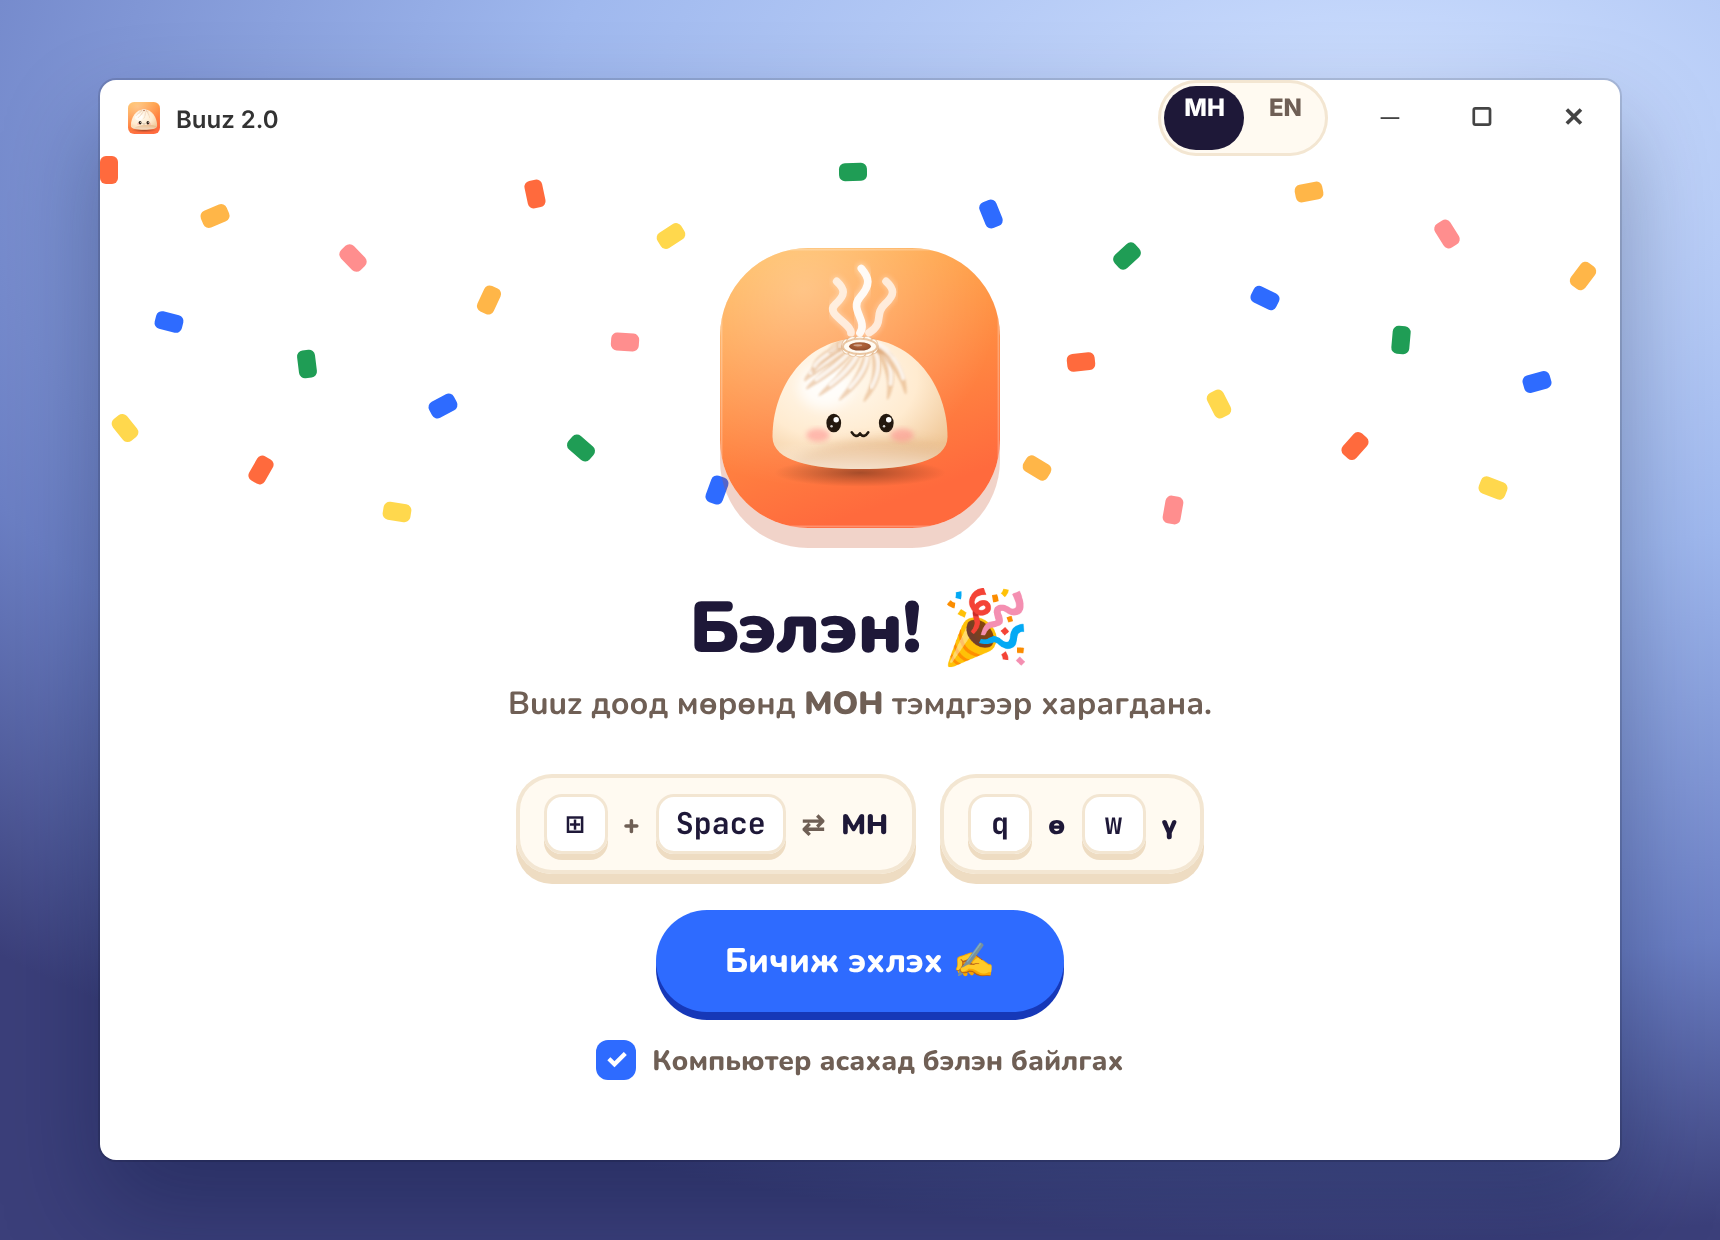 Buuz 2.0
МН EN
Бэлэн! 🎉
Buuz доод мөрөнд МОН тэмдгээр харагдана.
⊞ + Space ⇄ МН q ө w ү
Бичиж эхлэх ✍️
Компьютер асахад бэлэн байлгах